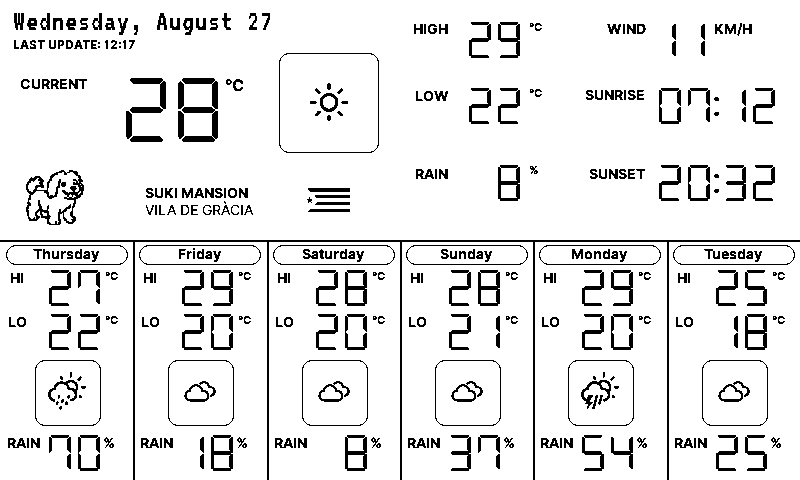 Wednesday, August 27
LAST UPDATE: 12:17
CURRENT 28 °C
SUKI MANSION
VILA DE GRÀCIA
HIGH 29 °C
LOW 22 °C
RAIN 8 %
WIND 11 KM/H
SUNRISE 07:12
SUNSET 20:32
Thursday
HI 27 °C
LO 22 °C
RAIN 70 %
Friday
HI 29 °C
LO 20 °C
RAIN 18 %
Saturday
HI 28 °C
LO 20 °C
RAIN 8 %
Sunday
HI 28 °C
LO 21 °C
RAIN 37 %
Monday
HI 29 °C
LO 20 °C
RAIN 54 %
Tuesday
HI 25 °C
LO 18 °C
RAIN 25 %